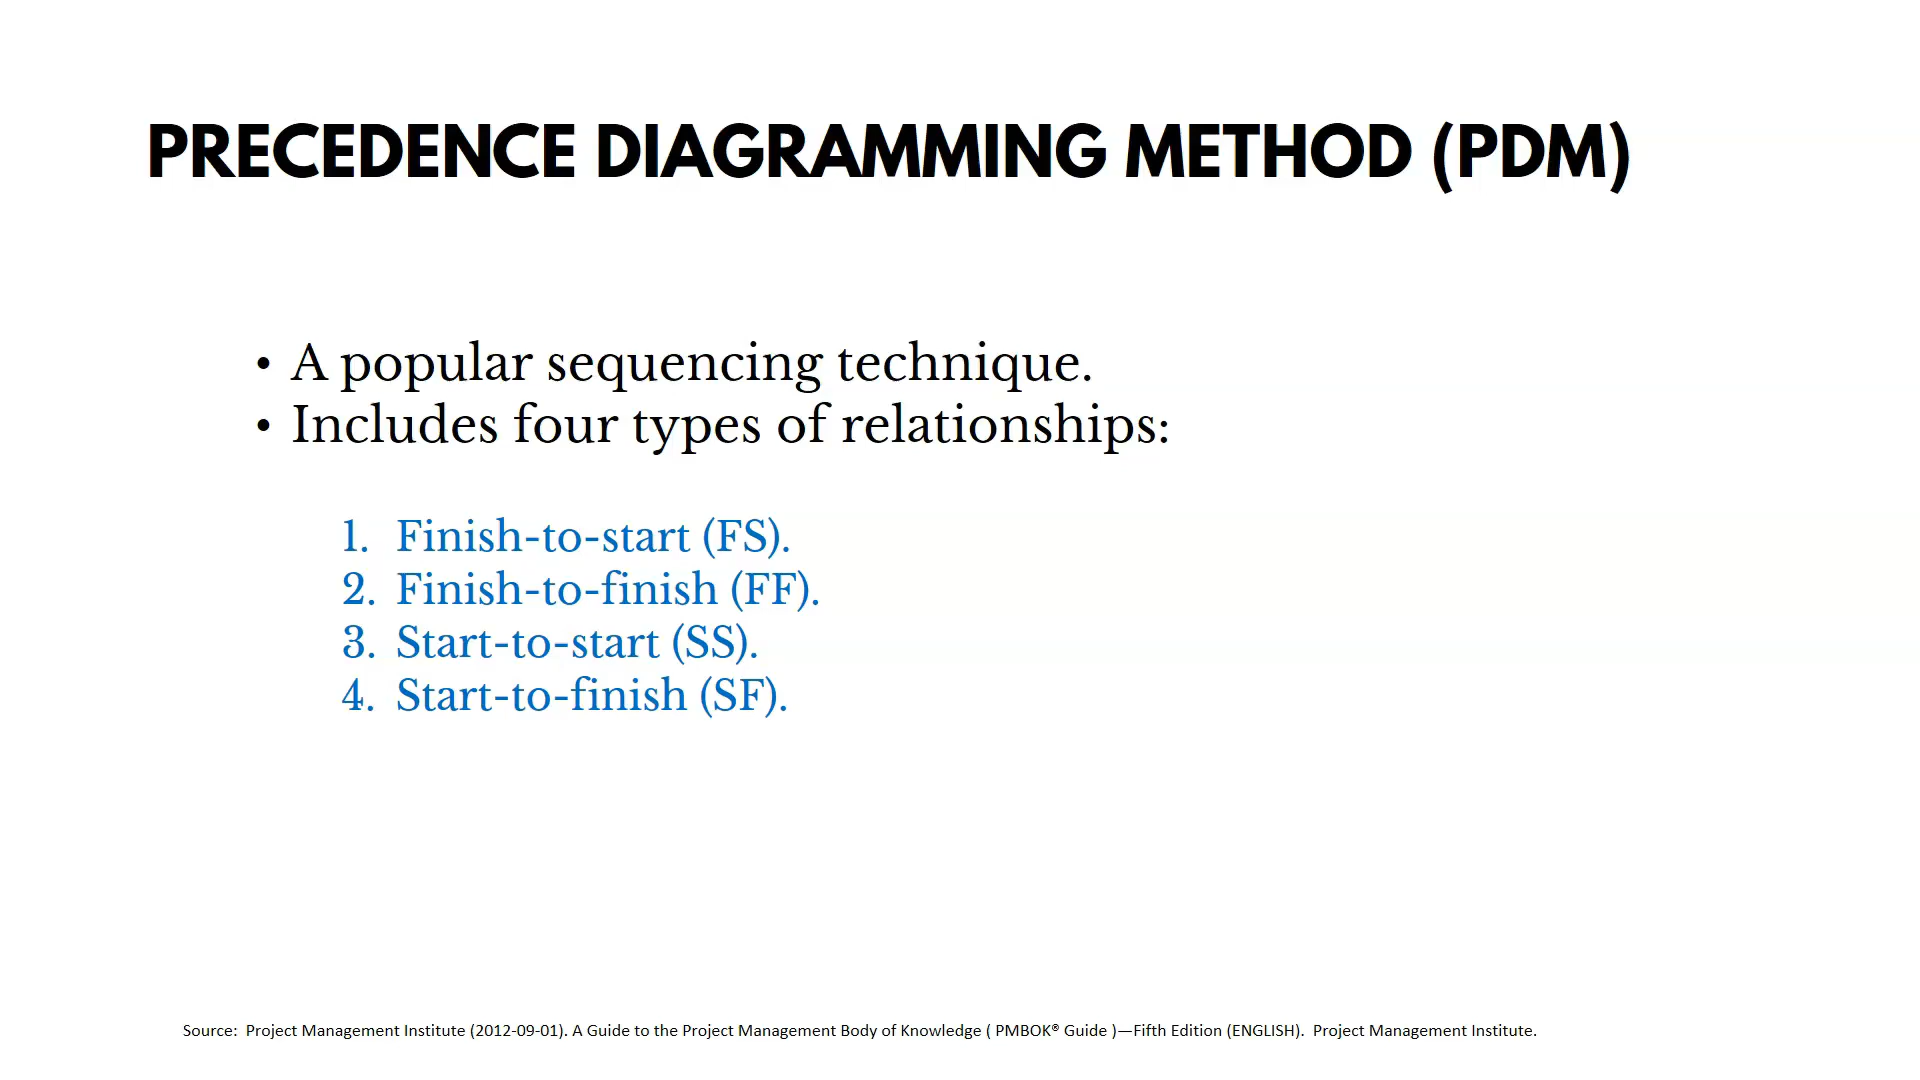 PRECEDENCE DIAGRAMMING METHOD (PDM)
• A popular sequencing technique.
• Includes four types of relationships:
1. Finish-to-start (FS).
2. Finish-to-finish (FF).
3. Start-to-start (SS).
4. Start-to-finish (SF).
Source: Project Management Institute (2012-09-01). A Guide to the Project Management Body of Knowledge ( PMBOK® Guide )—Fifth Edition (ENGLISH). Project Management Institute.